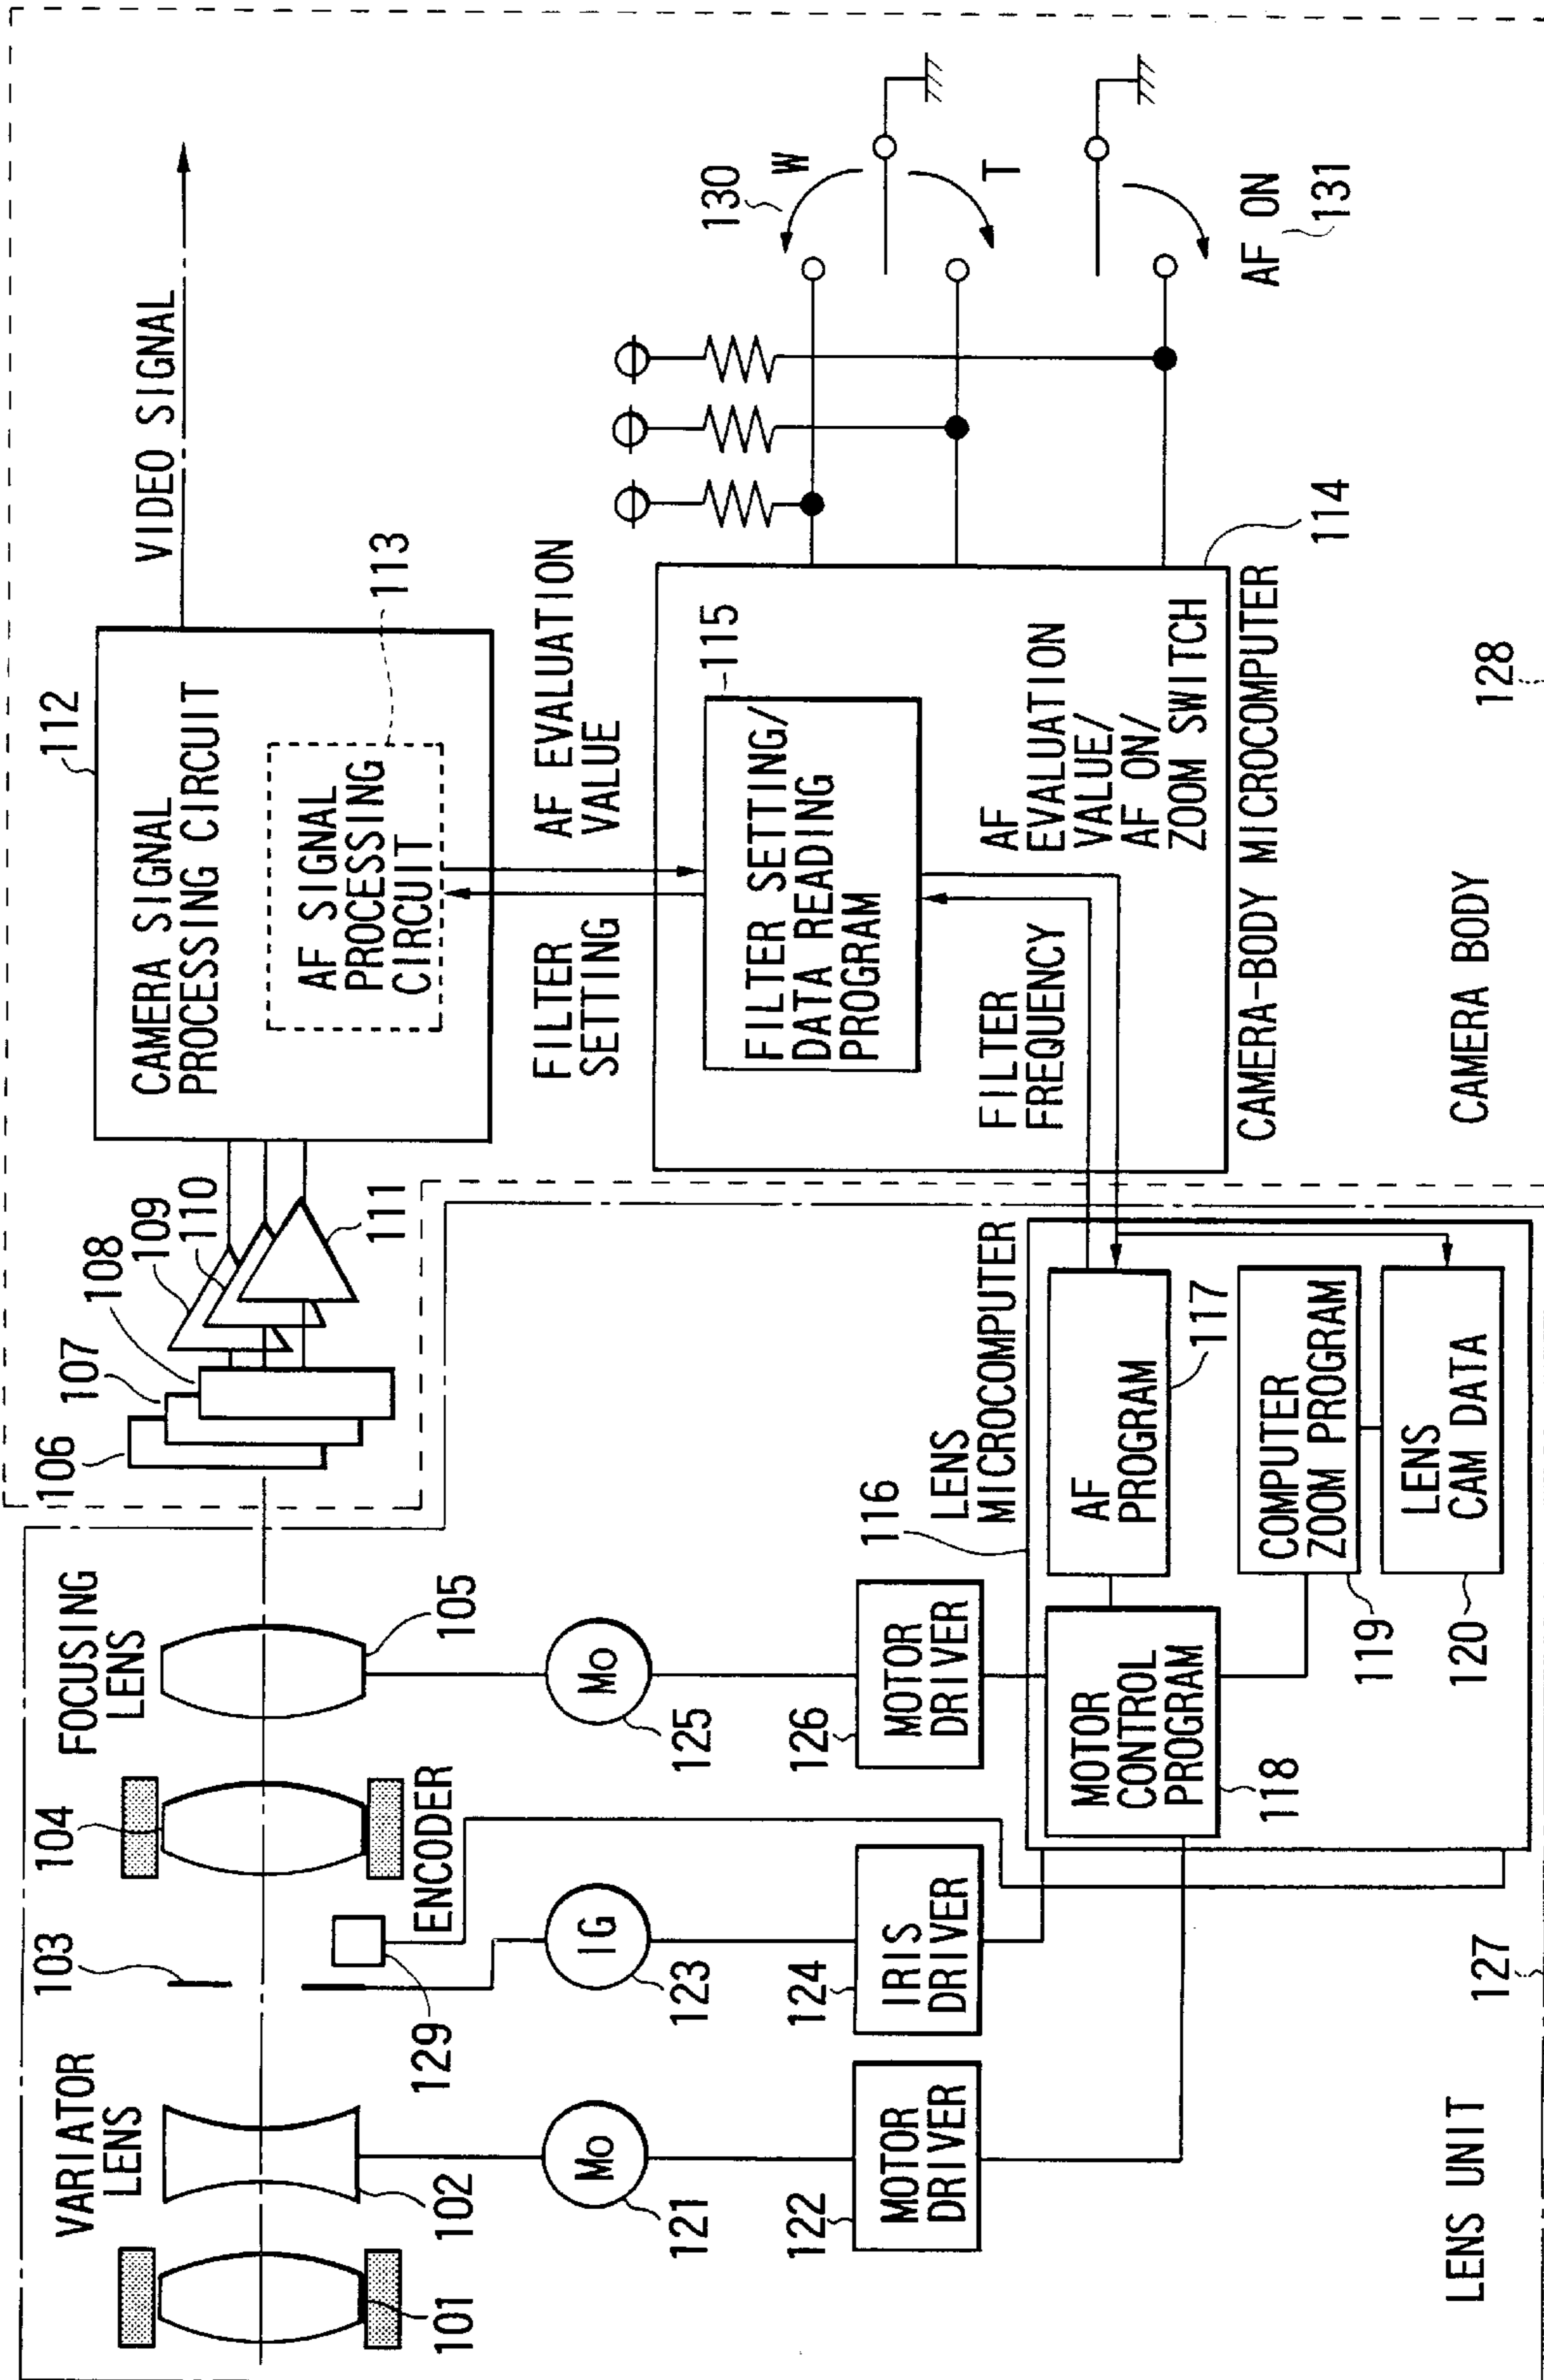 VARIATOR
LENS
FOCUSING
LENS
101
102
103
104
105
106
107
108
109
110
111
112
CAMERA SIGNAL
PROCESSING CIRCUIT
AF SIGNAL
PROCESSING
CIRCUIT
113
VIDEO SIGNAL
129
ENCODER
Mo
121
IG
123
Mo
125
FILTER
SETTING
AF EVALUATION
VALUE
MOTOR
DRIVER
122
IRIS
DRIVER
124
MOTOR
DRIVER
126
116
LENS
MICROCOMPUTER
MOTOR
CONTROL
PROGRAM
118
AF
PROGRAM
117
COMPUTER
ZOOM PROGRAM
119
LENS
CAM DATA
120
FILTER SETTING/
DATA READING
PROGRAM
115
FILTER
FREQUENCY
AF
EVALUATION
VALUE/
AF ON/
ZOOM SWITCH
CAMERA-BODY MICROCOMPUTER
114
130
W
T
AF ON
131
LENS UNIT
127
CAMERA BODY
128